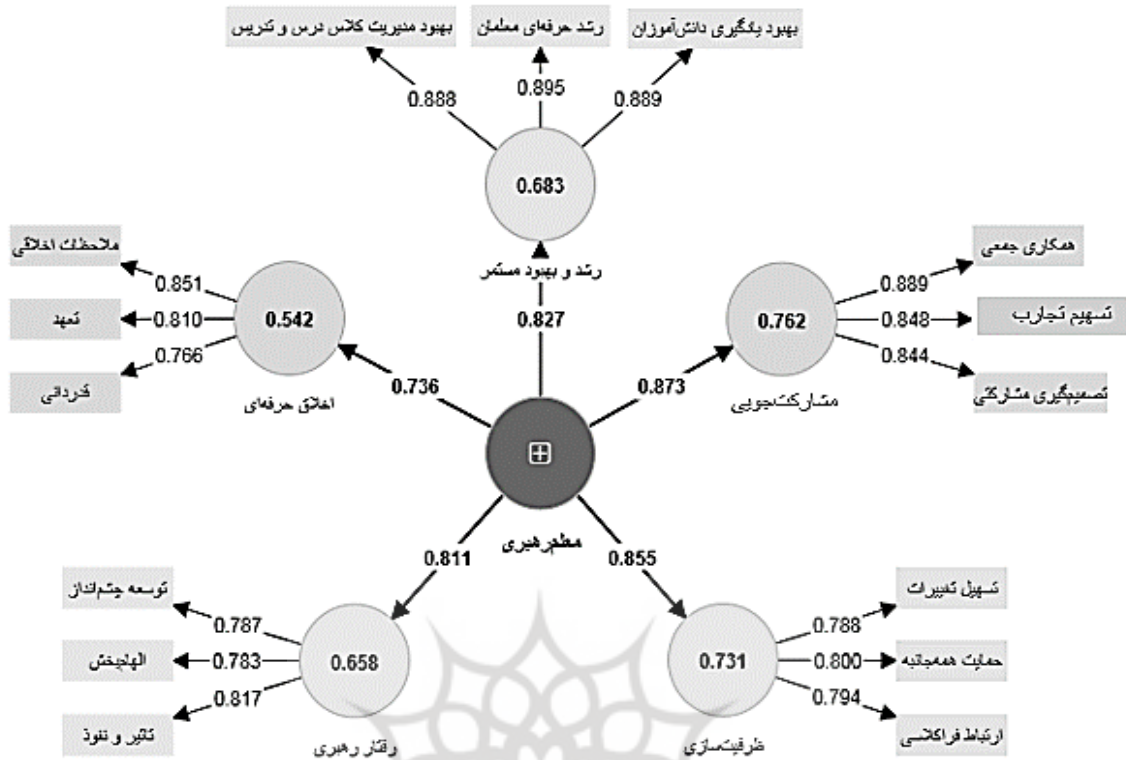 بهبود یادگیری دانش‌آموزان
رشد حرفه‌ای معلمان
بهبود مدیریت کلاس درس و تدریس
0.889
0.895
0.888
0.683
رشد و بهبود مستمر
0.827
همکاری جمعی
تسهیم تجارب
تصمیم‌گیری مشارکتی
0.889
0.848
0.844
0.762
مشارکت‌جویی
0.873
ملاحظات اخلاقی
تعهد
قدردانی
0.851
0.810
0.766
0.542
اخلاق حرفه‌ای
0.736
معلم‌رهبری
0.855
0.811
تسهیل تغییرات
حمایت همه‌جانبه
ارتباط فراکلاسی
0.788
0.800
0.794
0.731
ظرفیت‌سازی
توسعه چشم‌انداز
الهام‌بخش
تاثیر و نفوذ
0.787
0.783
0.817
0.658
رفتار رهبری